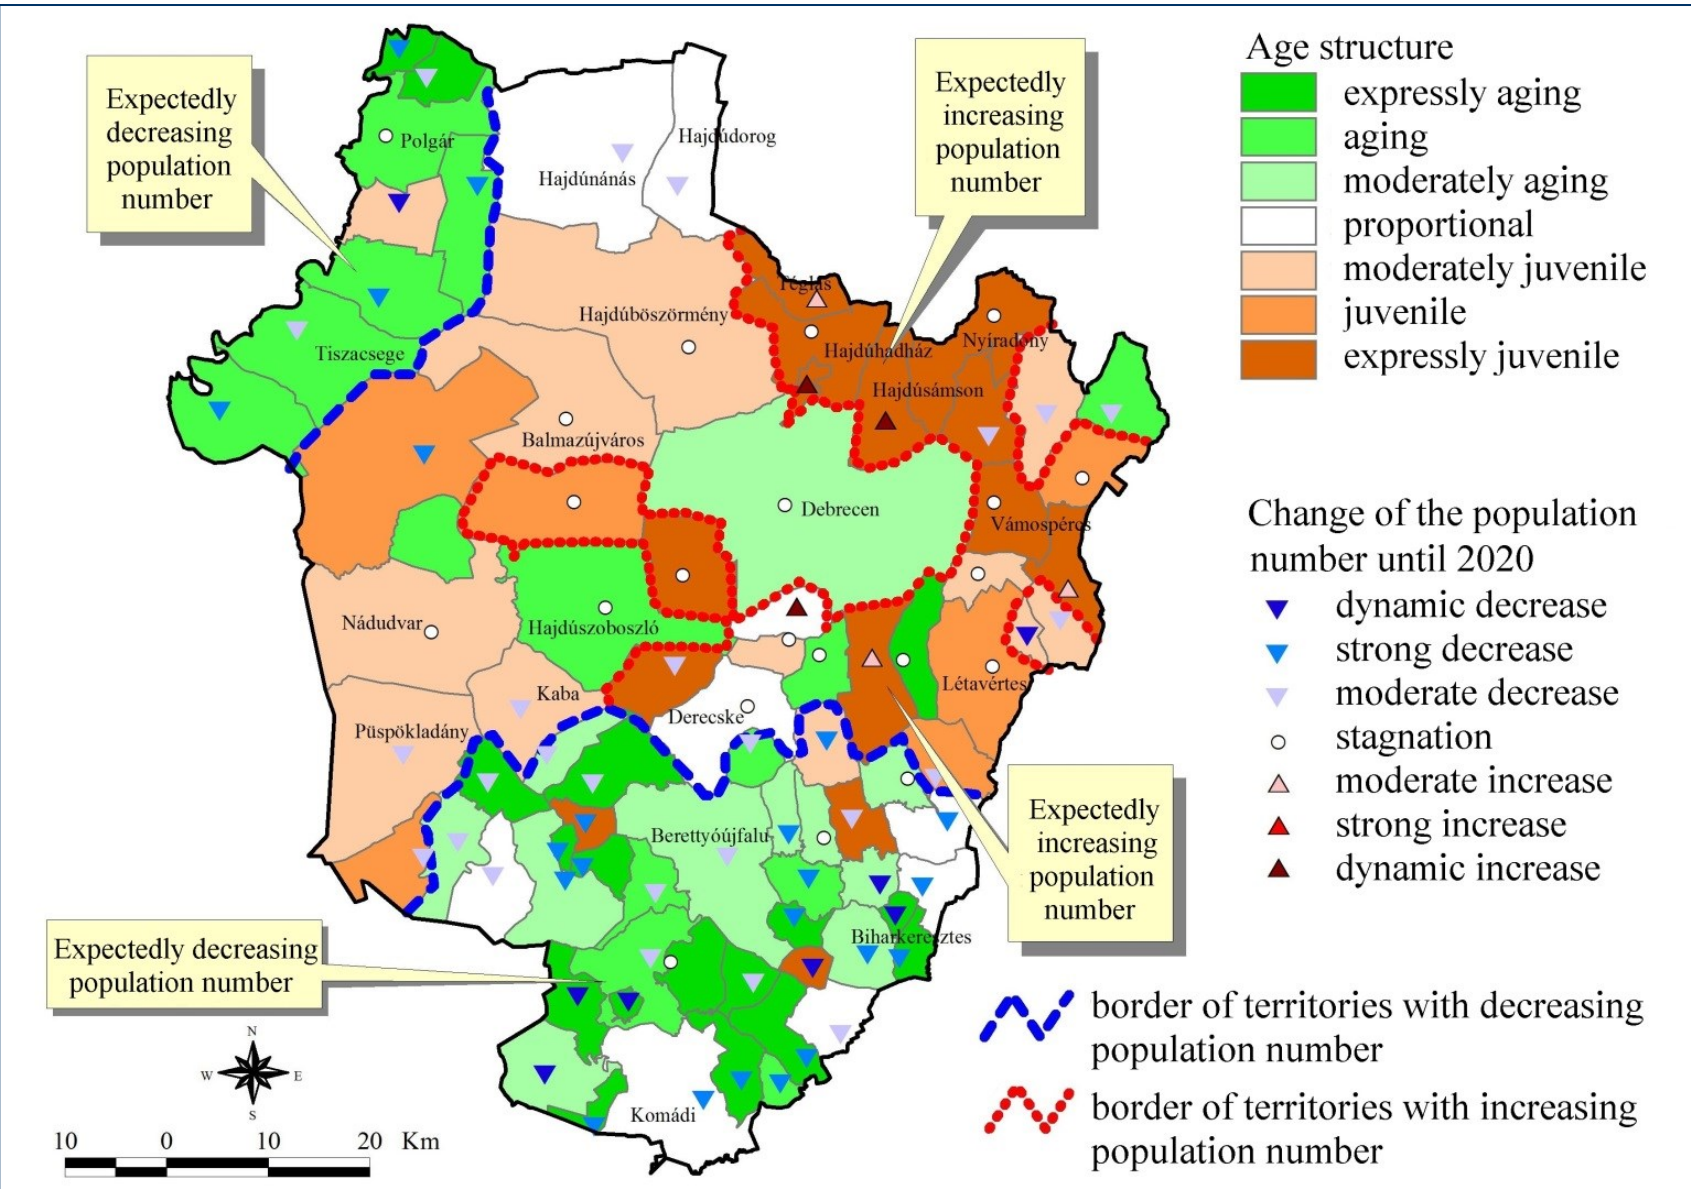 Expectedly
decreasing
population
number
Expectedly
increasing
population
number
Polgár
Hajdúnánás
Hajdúdorog
Téglás
Hajdúböszörmény
Hajdúhadház
Nyíradony
Tiszacsege
Hajdúsámson
Balmazújváros
Debrecen
Vámospércs
Nádudvar
Hajdúszoboszló
Kaba
Létavértes
Derecske
Püspökladány
Berettyóújfalu
Biharkeresztes
Komádi
Expectedly
increasing
population
number
Expectedly decreasing
population number
N
W
E
S
10 0 10 20 Km
Age structure
expressly aging
aging
moderately aging
proportional
moderately juvenile
juvenile
expressly juvenile
Change of the population
number until 2020
dynamic decrease
strong decrease
moderate decrease
stagnation
moderate increase
strong increase
dynamic increase
border of territories with decreasing
population number
border of territories with increasing
population number